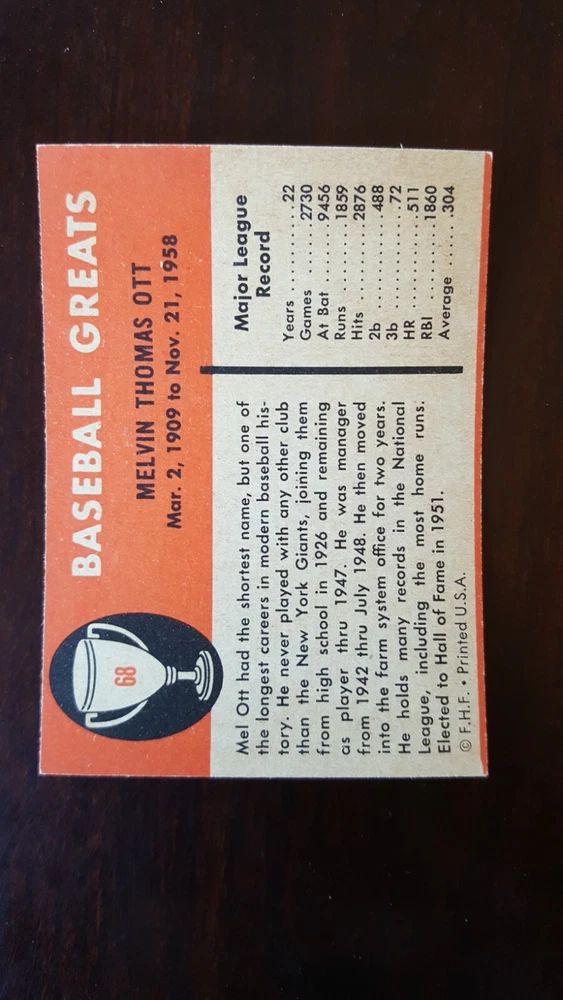 BASEBALL GREATS
68
MELVIN THOMAS OTT
Mar. 2, 1909 to Nov. 21, 1958
Mel Ott had the shortest name, but one of
the longest careers in modern baseball his-
tory. He never played with any other club
than the New York Giants, joining them
from high school in 1926 and remaining
as player thru 1947. He was manager
from 1942 thru July 1948. He then moved
into the farm system office for two years.
He holds many records in the National
League, including the most home runs.
Elected to Hall of Fame in 1951.
© F.H.F. • Printed U.S.A.
Major League
Record
Years ..........22
Games .......2730
At Bat ........9456
Runs .........1859
Hits ..........2876
2b ............488
3b .............72
HR ............511
RBI ..........1860
Average ......304